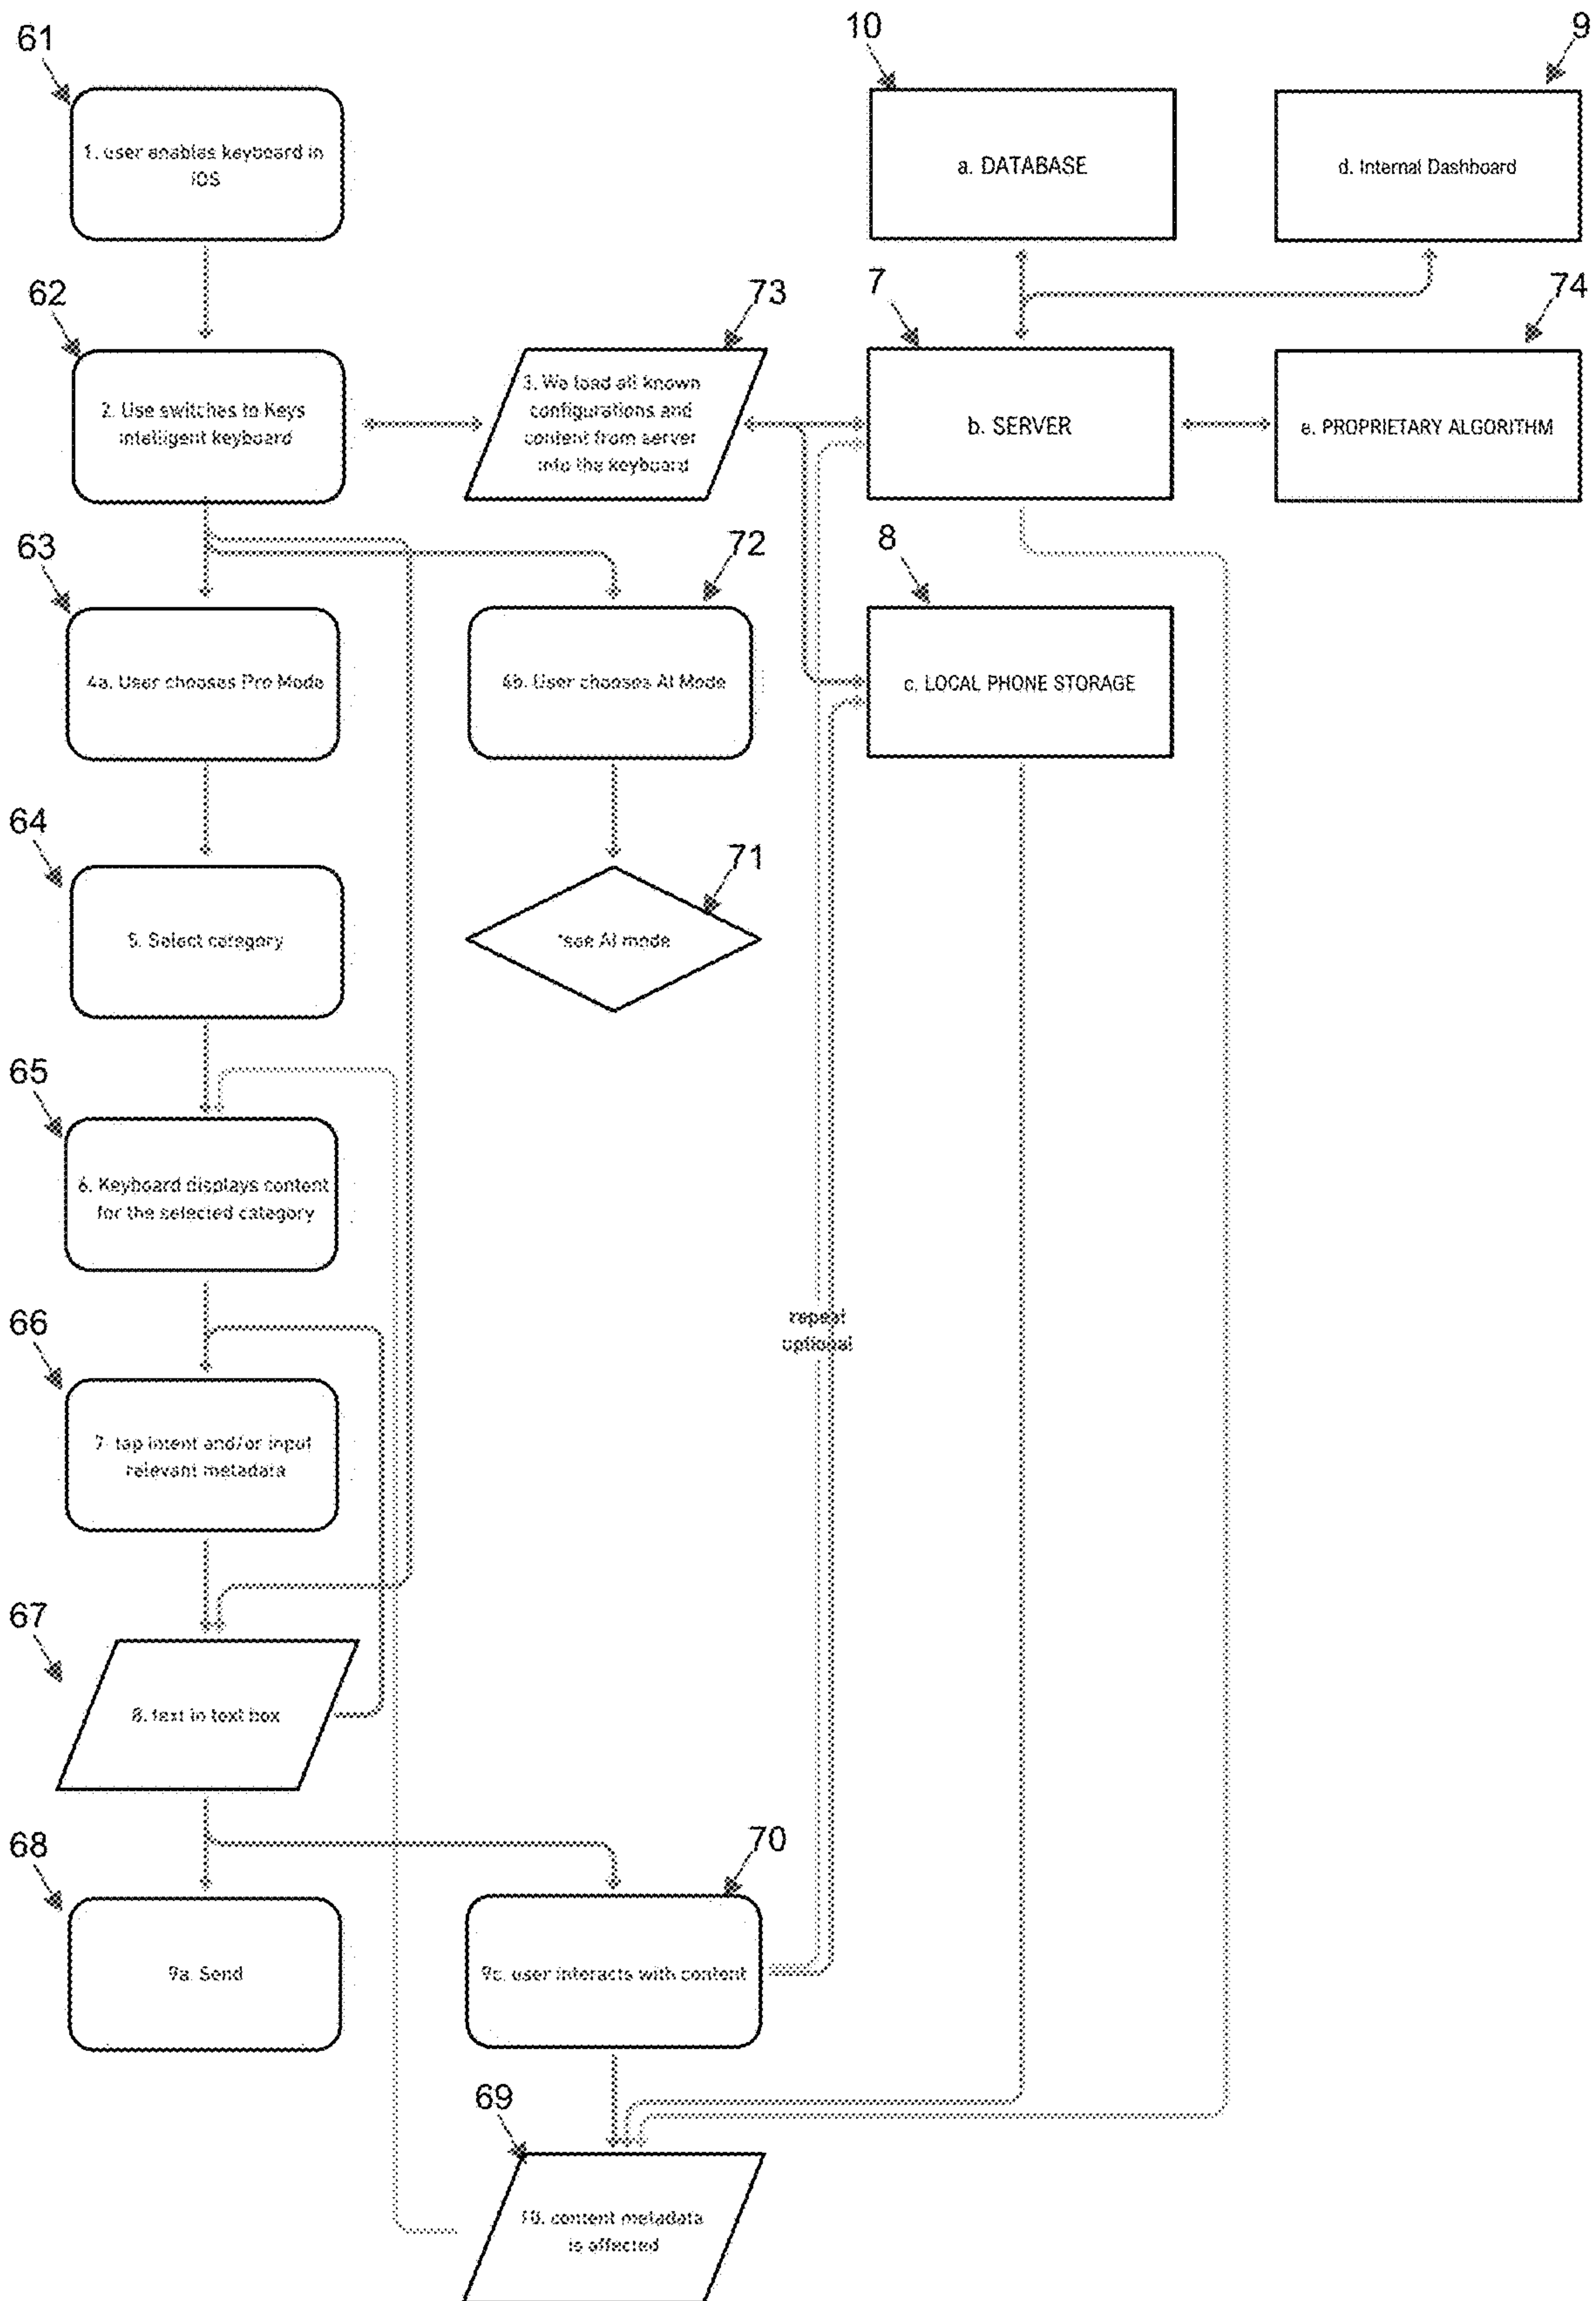 61
10
9
1. user enables keyboard in
iOS
a. DATABASE
d. Internal Dashboard
62
73
7
74
2. Use switches to Keys
intelligent keyboard
3. We load all known
configurations and
content from server
into the keyboard
b. SERVER
e. PROPRIETARY ALGORITHM
63
72
8
4a. User chooses Pro Mode
4b. User chooses AI Mode
c. LOCAL PHONE STORAGE
64
71
5. Select category
*see AI mode
65
6. Keyboard displays content
for the selected category
66
repeat
optional
7. tap intent and/or input
relevant metadata
67
8. text in text box
68
70
9a. Send
9c. user interacts with content
69
10. content metadata
is affected